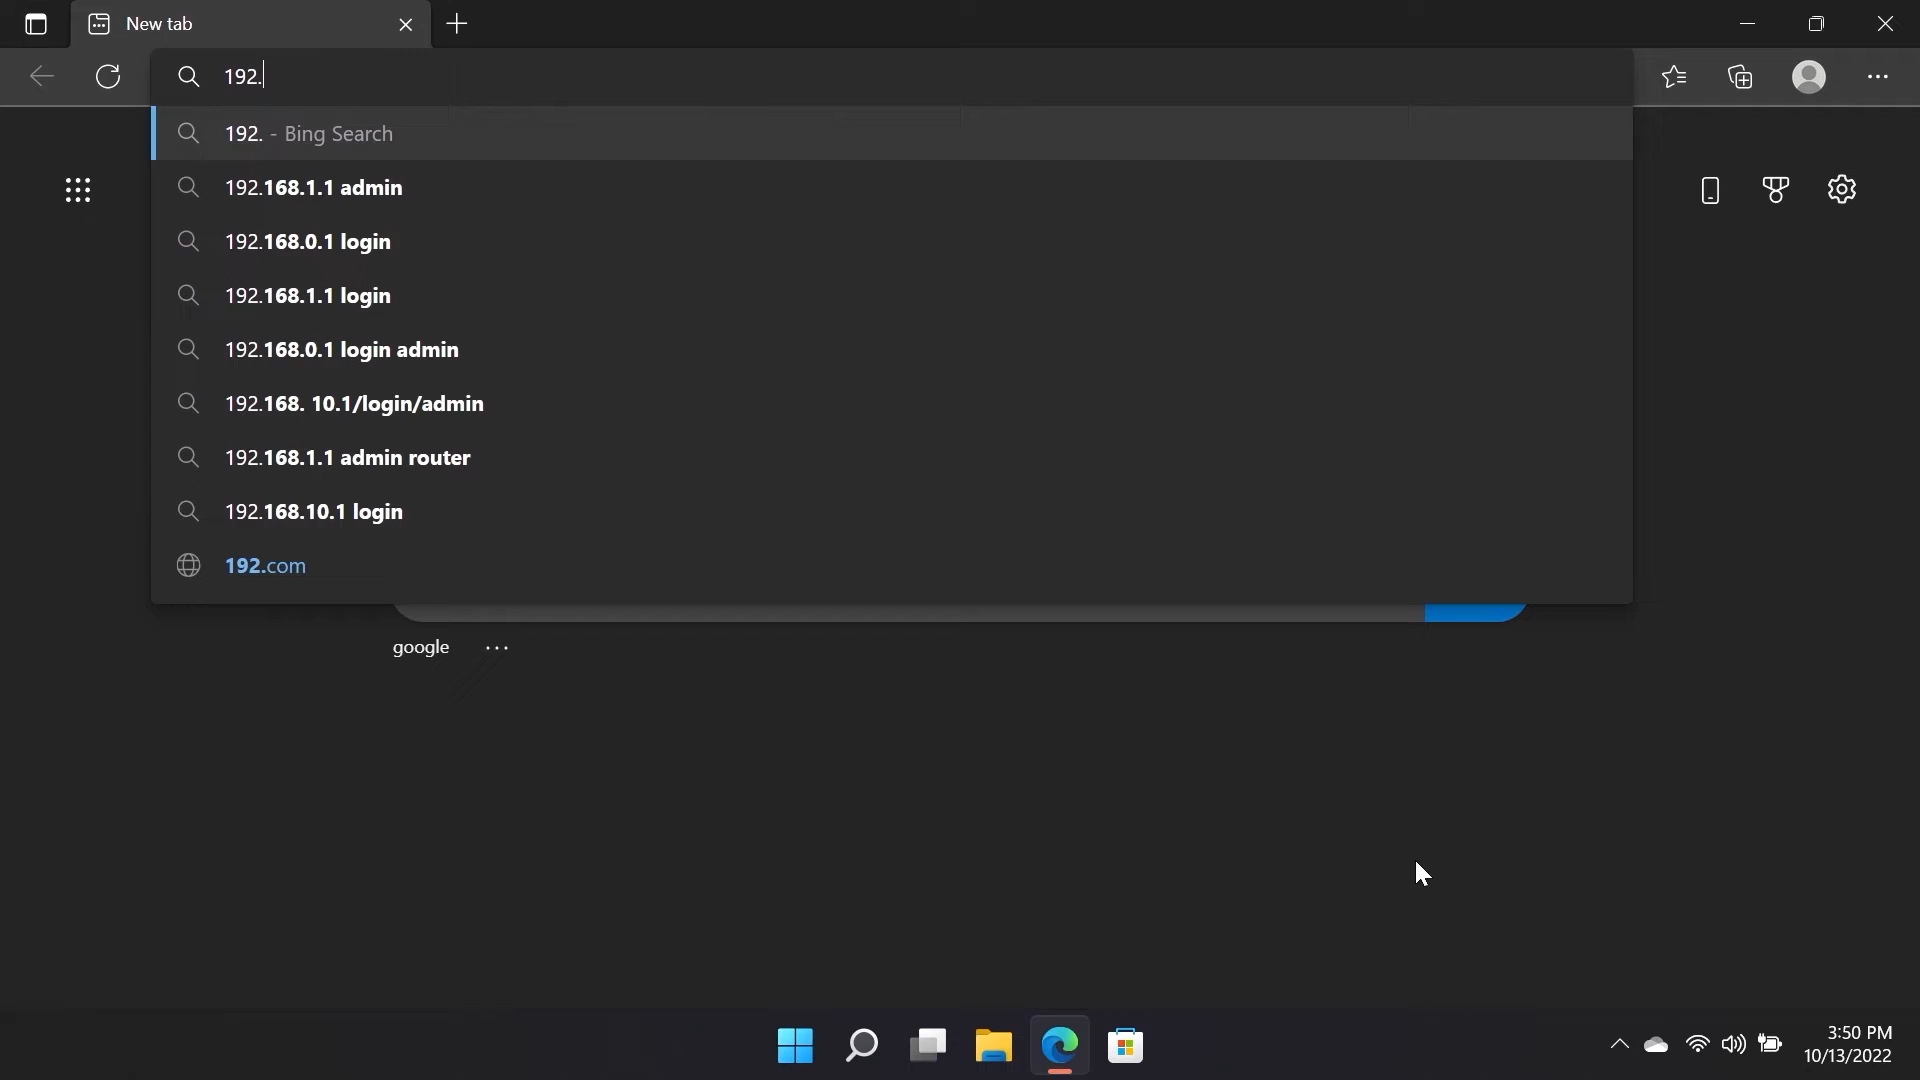 New tab
192.
192. - Bing Search
192.168.1.1 admin
192.168.0.1 login
192.168.1.1 login
192.168.0.1 login admin
192.168. 10.1/login/admin
192.168.1.1 admin router
192.168.10.1 login
192.com
google
3:50 PM
10/13/2022